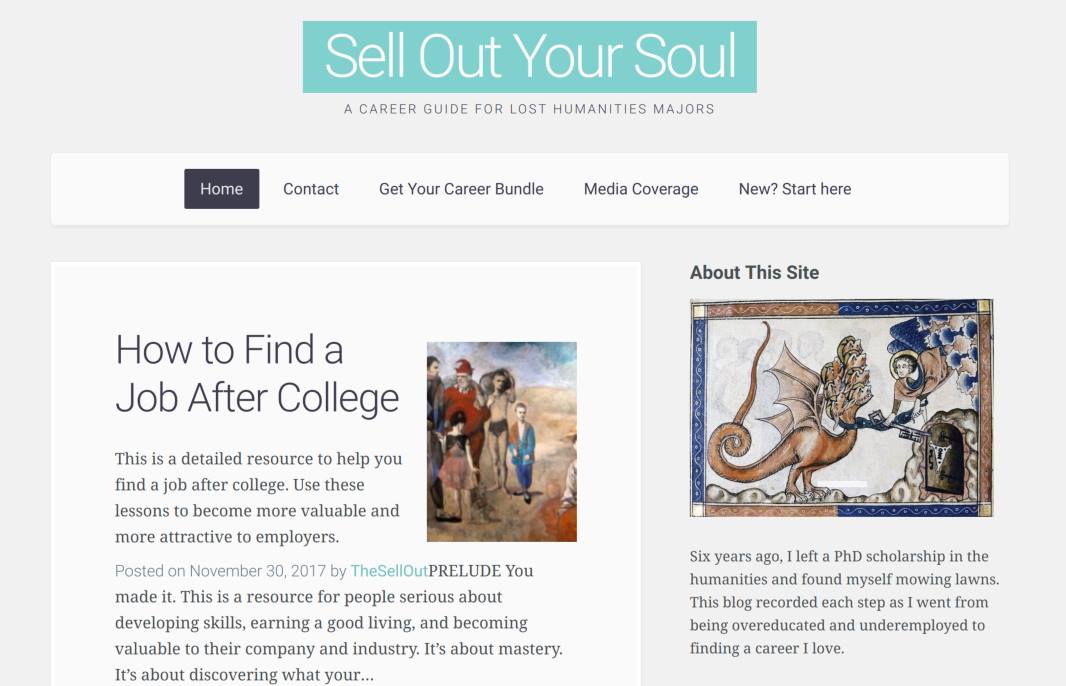 Sell Out Your Soul
A CAREER GUIDE FOR LOST HUMANITIES MAJORS
Home
Contact
Get Your Career Bundle
Media Coverage
New? Start here
How to Find a
Job After College
This is a detailed resource to help you
find a job after college. Use these
lessons to become more valuable and
more attractive to employers.
Posted on November 30, 2017 by TheSellOutPRELUDE You
made it. This is a resource for people serious about
developing skills, earning a good living, and becoming
valuable to their company and industry. It’s about mastery.
It’s about discovering what your…
About This Site
Six years ago, I left a PhD scholarship in the
humanities and found myself mowing lawns.
This blog recorded each step as I went from
being overeducated and underemployed to
finding a career I love.